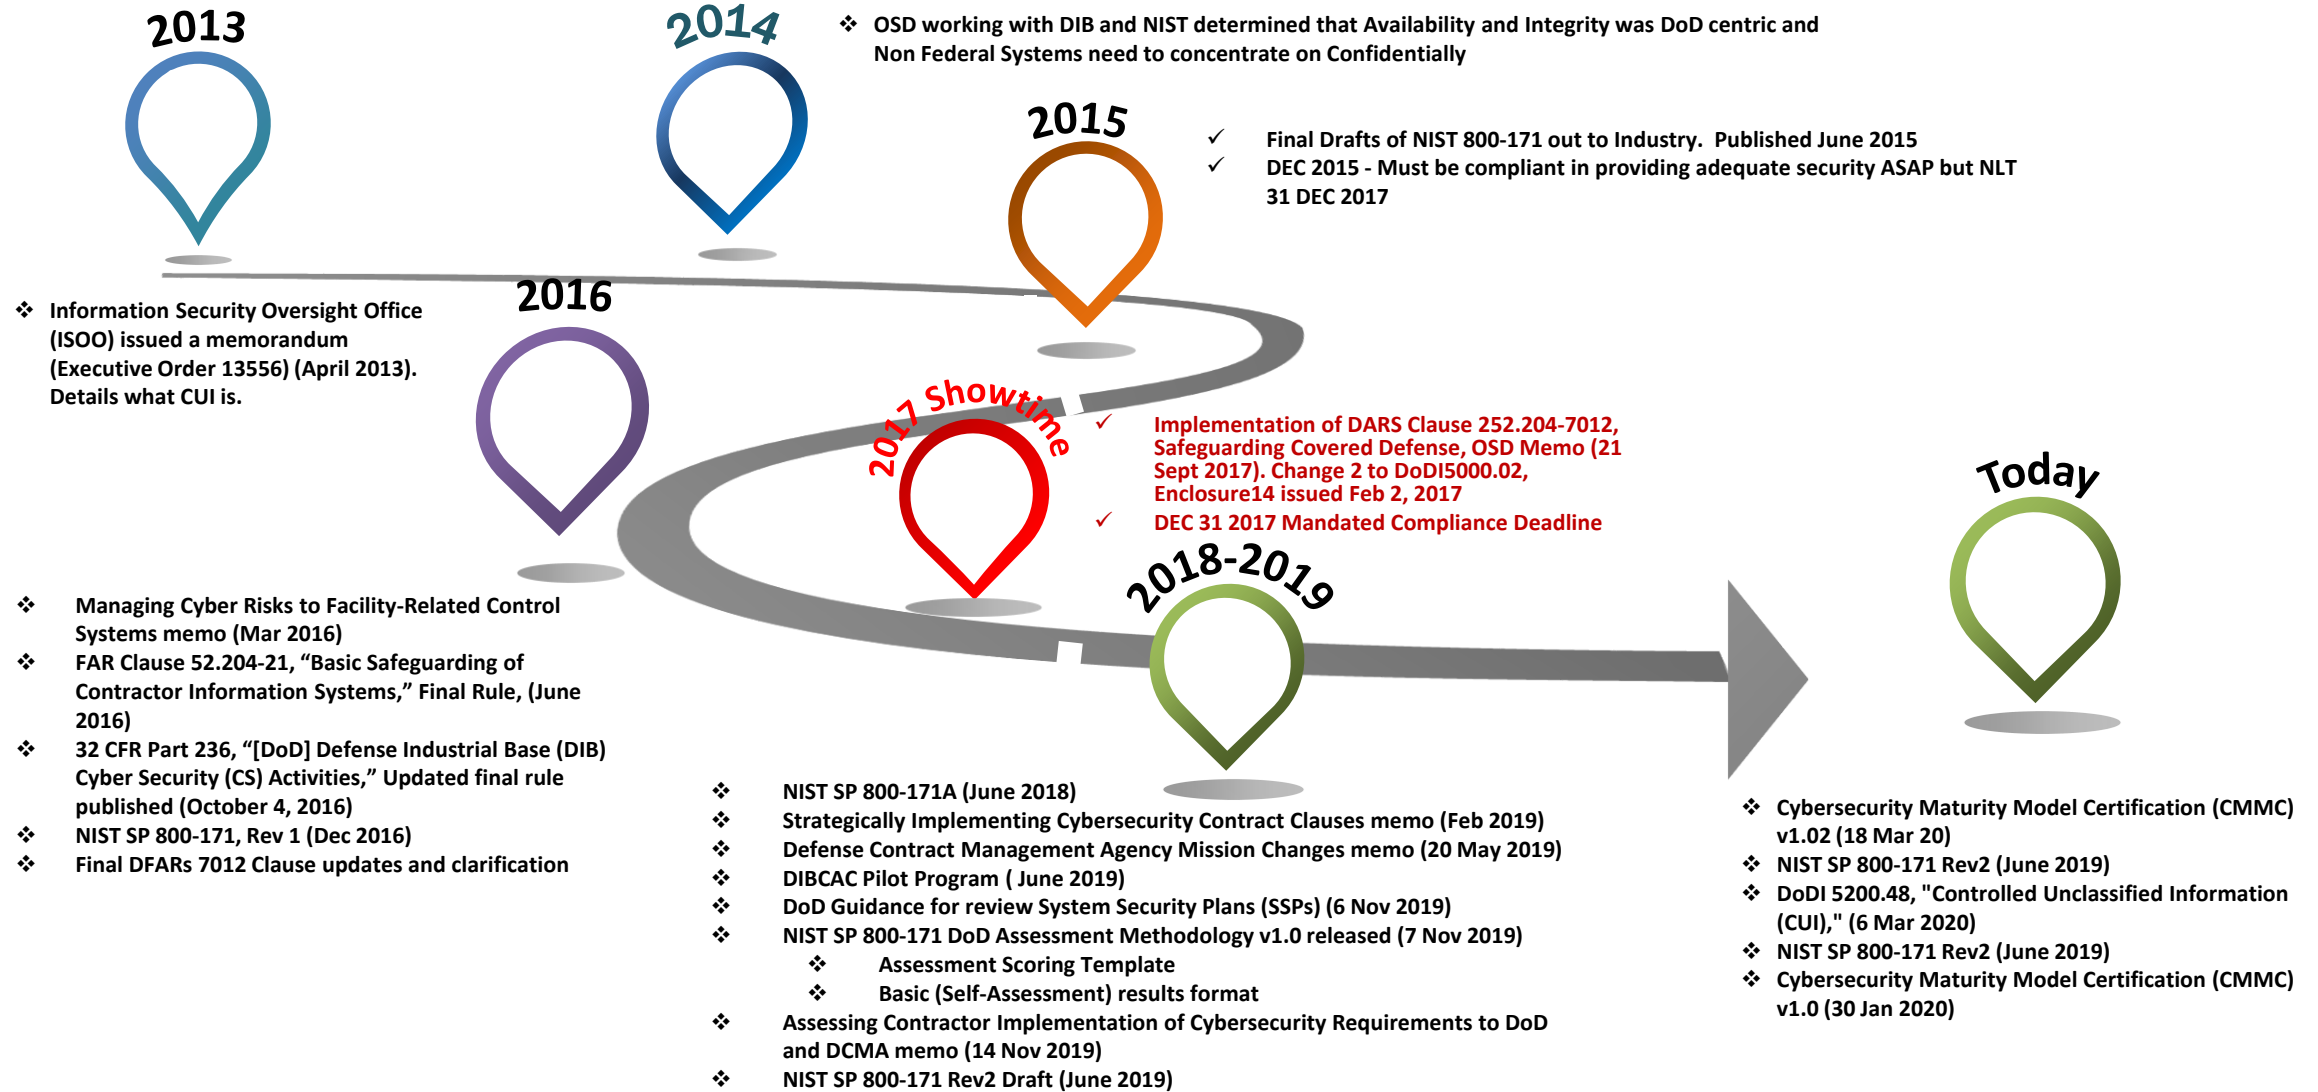 2013
2014
❖ OSD working with DIB and NIST determined that Availability and Integrity was DoD centric and
Non Federal Systems need to concentrate on Confidentially
2015
✓ Final Drafts of NIST 800-171 out to Industry. Published June 2015
✓ DEC 2015 - Must be compliant in providing adequate security ASAP but NLT
31 DEC 2017
❖ Information Security Oversight Office
(ISOO) issued a memorandum
(Executive Order 13556) (April 2013).
Details what CUI is.
2016
2017 Showtime
✓ Implementation of DARS Clause 252.204-7012,
Safeguarding Covered Defense, OSD Memo (21
Sept 2017). Change 2 to DoDI5000.02,
Enclosure14 issued Feb 2, 2017
✓ DEC 31 2017 Mandated Compliance Deadline
❖ Managing Cyber Risks to Facility-Related Control
Systems memo (Mar 2016)
❖ FAR Clause 52.204-21, “Basic Safeguarding of
Contractor Information Systems,” Final Rule, (June
2016)
❖ 32 CFR Part 236, “[DoD] Defense Industrial Base (DIB)
Cyber Security (CS) Activities,” Updated final rule
published (October 4, 2016)
❖ NIST SP 800-171, Rev 1 (Dec 2016)
❖ Final DFARs 7012 Clause updates and clarification
2018-2019
❖ NIST SP 800-171A (June 2018)
❖ Strategically Implementing Cybersecurity Contract Clauses memo (Feb 2019)
❖ Defense Contract Management Agency Mission Changes memo (20 May 2019)
❖ DIBCAC Pilot Program ( June 2019)
❖ DoD Guidance for review System Security Plans (SSPs) (6 Nov 2019)
❖ NIST SP 800-171 DoD Assessment Methodology v1.0 released (7 Nov 2019)
❖ Assessment Scoring Template
❖ Basic (Self-Assessment) results format
❖ Assessing Contractor Implementation of Cybersecurity Requirements to DoD
and DCMA memo (14 Nov 2019)
❖ NIST SP 800-171 Rev2 Draft (June 2019)
Today
❖ Cybersecurity Maturity Model Certification (CMMC)
v1.02 (18 Mar 20)
❖ NIST SP 800-171 Rev2 (June 2019)
❖ DoDI 5200.48, "Controlled Unclassified Information
(CUI)," (6 Mar 2020)
❖ NIST SP 800-171 Rev2 (June 2019)
❖ Cybersecurity Maturity Model Certification (CMMC)
v1.0 (30 Jan 2020)